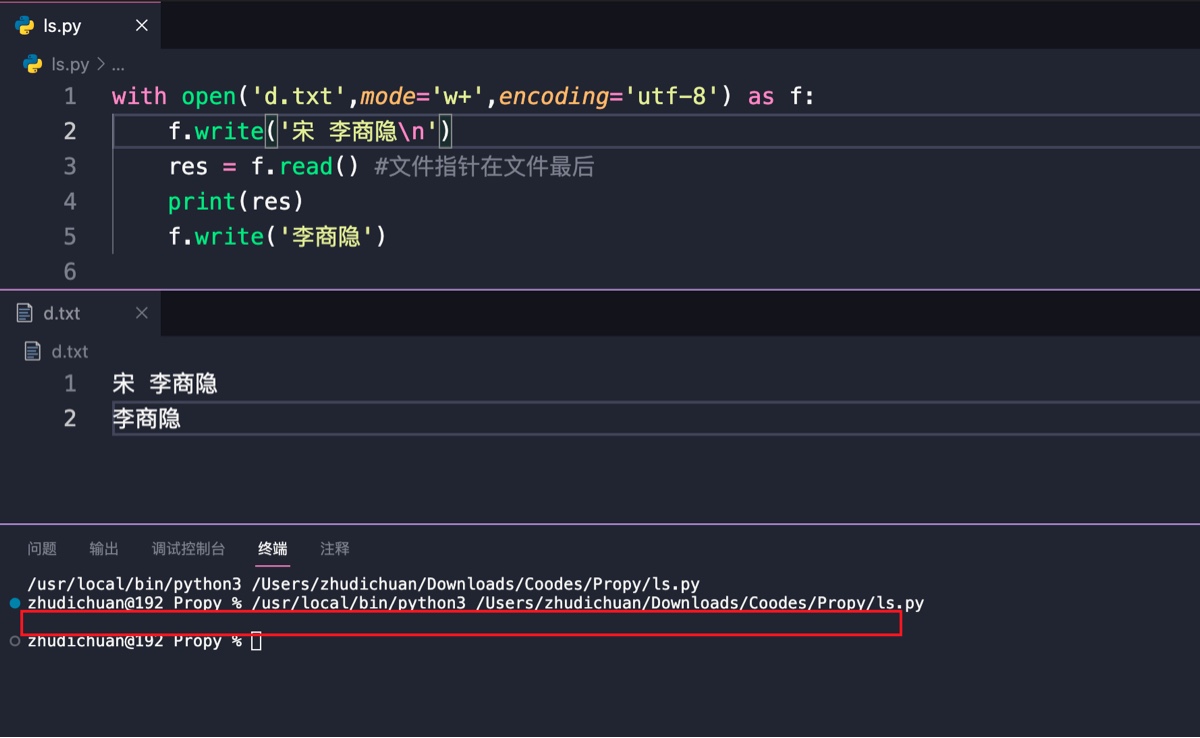 ls.py
ls.py > ...
1 with open('d.txt',mode='w+',encoding='utf-8') as f:
2 f.write('宋 李商隐\n')
3 res = f.read() #文件指针在文件最后
4 print(res)
5 f.write('李商隐')
6
d.txt
d.txt
1 宋 李商隐
2 李商隐
问题 输出 调试控制台 终端 注释
/usr/local/bin/python3 /Users/zhudichuan/Downloads/Coodes/Propy/ls.py
zhudichuan@192 Propy % /usr/local/bin/python3 /Users/zhudichuan/Downloads/Coodes/Propy/ls.py
zhudichuan@192 Propy %